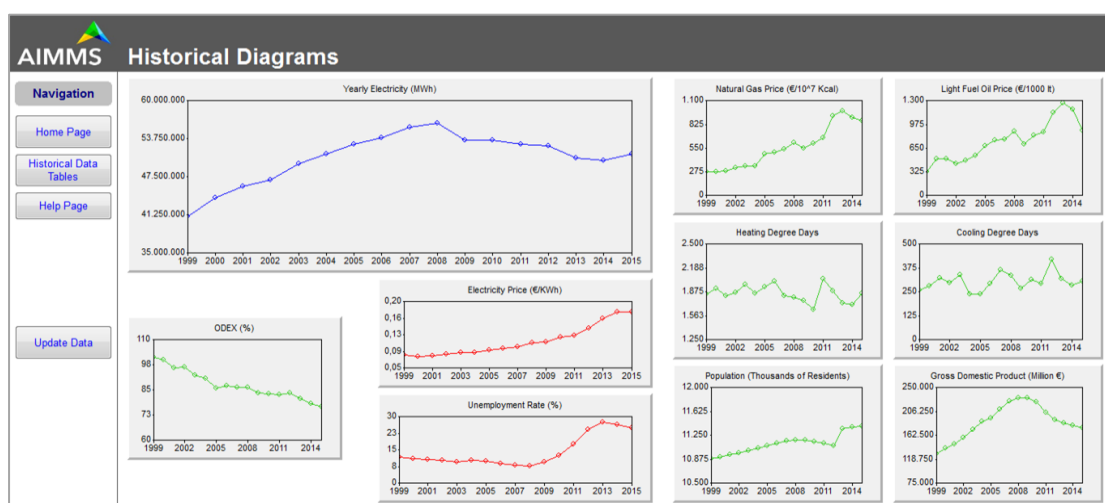 AIMMS
Historical Diagrams
Navigation
Home Page
Historical Data
Tables
Help Page
Update Data
Yearly Electricity (MWh)
60.000.000
53.750.000
47.500.000
41.250.000
35.000.000
1999 2000 2001 2002 2003 2004 2005 2006 2007 2008 2009 2010 2011 2012 2013 2014 2015
Natural Gas Price (€/10^7 Kcal)
1.100
825
550
275
0
1999 2002 2005 2008 2011 2014
Light Fuel Oil Price (€/1000 lt)
1.300
975
650
325
0
1999 2002 2005 2008 2011 2014
Heating Degree Days
2.500
2.188
1.875
1.563
1.250
1999 2002 2005 2008 2011 2014
Cooling Degree Days
500
375
250
125
0
1999 2002 2005 2008 2011 2014
ODEX (%)
110
98
85
73
60
1999 2002 2005 2008 2011 2014
Electricity Price (€/KWh)
0,20
0,16
0,13
0,09
0,05
1999 2001 2003 2005 2007 2009 2011 2013 2015
Unemployment Rate (%)
30
23
15
8
0
1999 2001 2003 2005 2007 2009 2011 2013 2015
Population (Thousands of Residents)
12.000
11.625
11.250
10.875
10.500
1999 2002 2005 2008 2011 2014
Gross Domestic Product (Million €)
250.000
206.250
162.500
118.750
75.000
1999 2002 2005 2008 2011 2014